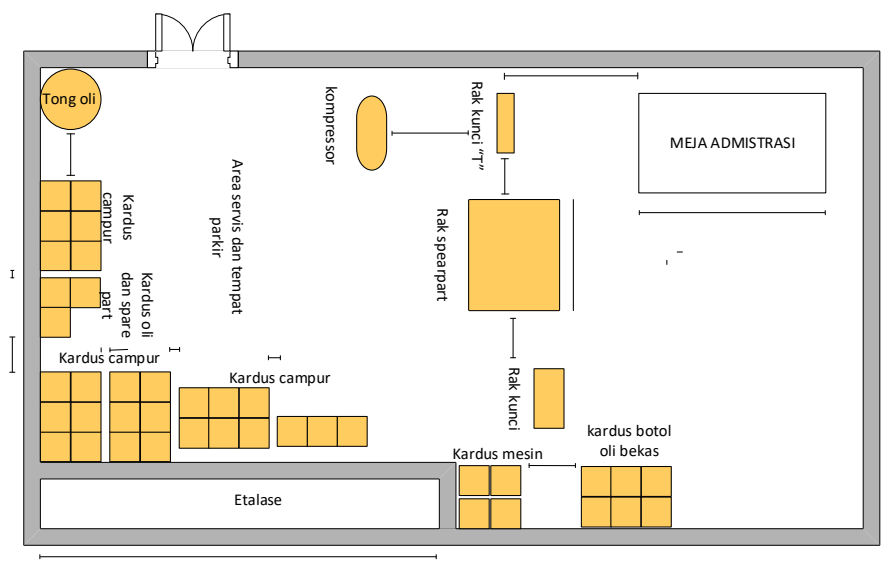 Tong oli
kompressor
Rak kunci “T”
MEJA ADMISTRASI
Kardus
campur
Area servis dan tempat
parkir
Rak spearpart
Kardus oli
dan spare
part
Kardus campur
Kardus campur
Rak kunci
kardus botol
oli bekas
Kardus mesin
Etalase